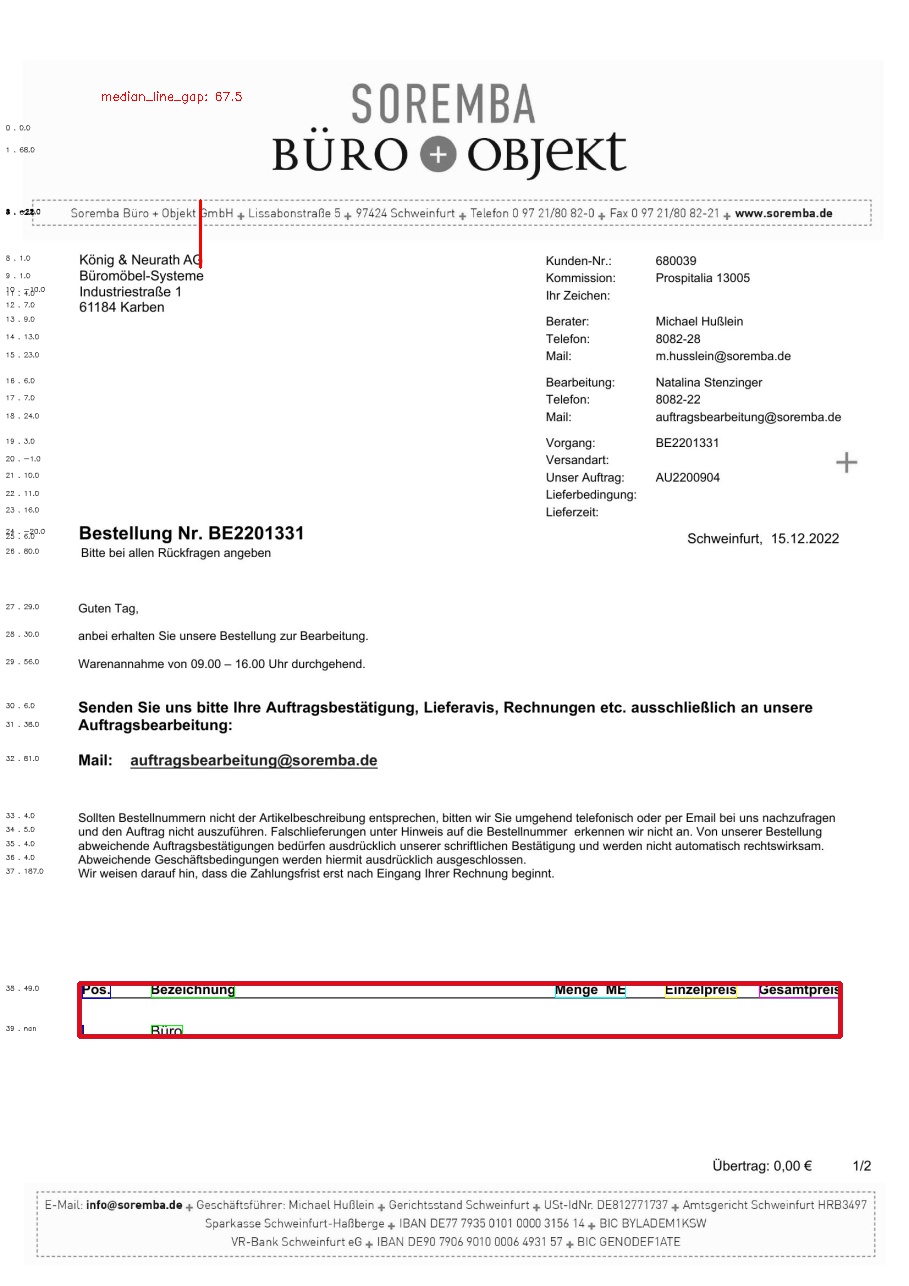 median_line_gap: 67.5
SOREMBA
BÜRO + OBJEKT
0 . 0.0
1 . 68.0
Soremba Büro + Objekt GmbH + Lissabonstraße 5 + 97424 Schweinfurt + Telefon 0 97 21/80 82-0 + Fax 0 97 21/80 82-21 + www.soremba.de
8 . 1.0 König & Neurath AG Kunden-Nr.: 680039
9 . 1.0 Büromöbel-Systeme Kommission: Prospitalia 13005
Industriestraße 1 Ihr Zeichen:
12 . 7.0 61184 Karben
13 . 9.0 Berater: Michael Hußlein
14 . 13.0 Telefon: 8082-28
15 . 23.0 Mail: m.husslein@soremba.de
16 . 6.0 Bearbeitung: Natalina Stenzinger
17 . 7.0 Telefon: 8082-22
18 . 24.0 Mail: auftragsbearbeitung@soremba.de
19 . 3.0 Vorgang: BE2201331
20 . -1.0 Versandart:
21 . 10.0 Unser Auftrag: AU2200904
22 . 11.0 Lieferbedingung:
23 . 16.0 Lieferzeit:
Bestellung Nr. BE2201331 Schweinfurt, 15.12.2022
26 . 80.0 Bitte bei allen Rückfragen angeben
27 . 29.0 Guten Tag,
28 . 30.0 anbei erhalten Sie unsere Bestellung zur Bearbeitung.
29 . 56.0 Warenannahme von 09.00 – 16.00 Uhr durchgehend.
30 . 6.0 Senden Sie uns bitte Ihre Auftragsbestätigung, Lieferavis, Rechnungen etc. ausschließlich an unsere
31 . 38.0 Auftragsbearbeitung:
32 . 81.0 Mail: auftragsbearbeitung@soremba.de
33 . 4.0 Sollten Bestellnummern nicht der Artikelbeschreibung entsprechen, bitten wir Sie umgehend telefonisch oder per Email bei uns nachzufragen
34 . 5.0 und den Auftrag nicht auszuführen. Falschlieferungen unter Hinweis auf die Bestellnummer erkennen wir nicht an. Von unserer Bestellung
35 . 4.0 abweichende Auftragsbestätigungen bedürfen ausdrücklich unserer schriftlichen Bestätigung und werden nicht automatisch rechtswirksam.
36 . 4.0 Abweichende Geschäftsbedingungen werden hiermit ausdrücklich ausgeschlossen.
37 . 187.0 Wir weisen darauf hin, dass die Zahlungsfrist erst nach Eingang Ihrer Rechnung beginnt.
38 . 49.0 Pos. Bezeichnung Menge ME Einzelpreis Gesamtpreis
39 . nan Büro
Übertrag: 0,00 € 1/2
E-Mail: info@soremba.de + Geschäftsführer: Michael Hußlein + Gerichtsstand Schweinfurt + USt-IdNr. DE812771737 + Amtsgericht Schweinfurt HRB3497
Sparkasse Schweinfurt-Haßberge + IBAN DE77 7935 0101 0000 3156 14 + BIC BYLADEM1KSW
VR-Bank Schweinfurt eG + IBAN DE90 7906 9010 0006 4931 57 + BIC GENODEF1ATE